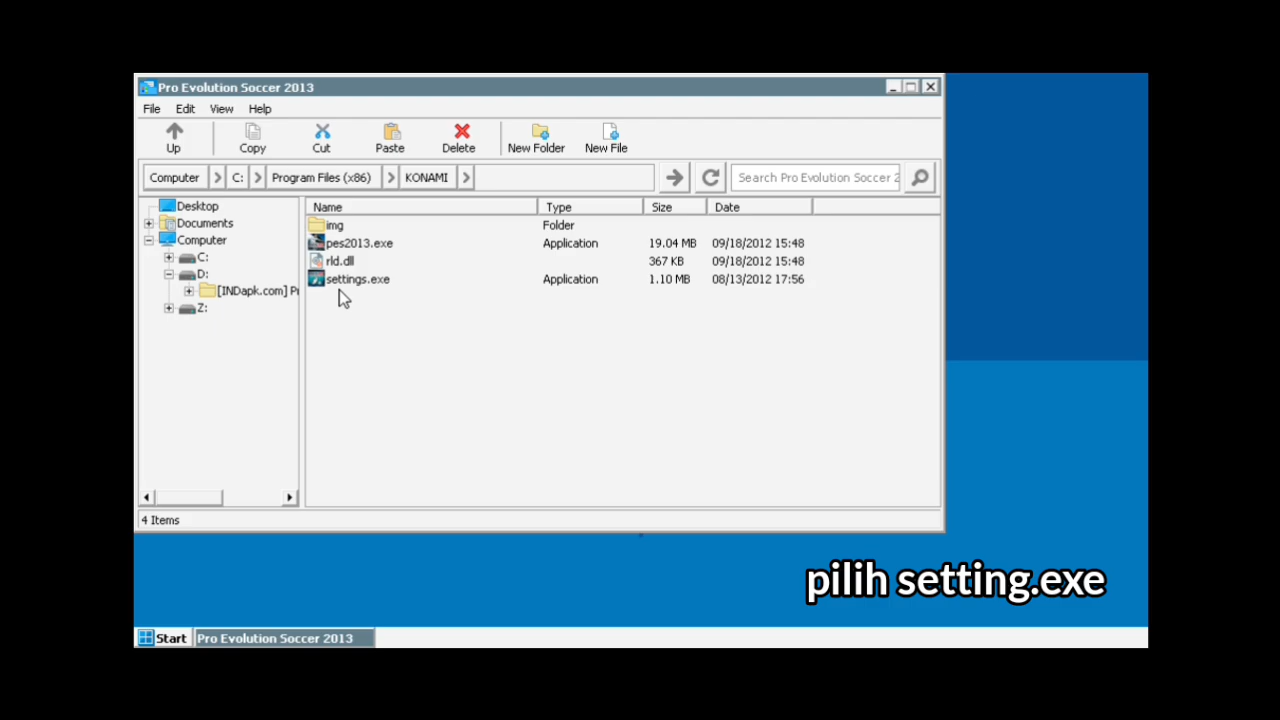 Pro Evolution Soccer 2013
File Edit View Help
Up Copy Cut Paste Delete New Folder New File
Computer C: Program Files (x86) KONAMI Search Pro Evolution Soccer 2
Desktop
Documents
Computer
C:
D:
[INDapk.com] Pr
Z:
Name Type Size Date
img Folder
pes2013.exe Application 19.04 MB 09/18/2012 15:48
rld.dll 367 KB 09/18/2012 15:48
settings.exe Application 1.10 MB 08/13/2012 17:56
4 Items
pilih setting.exe
Start Pro Evolution Soccer 2013